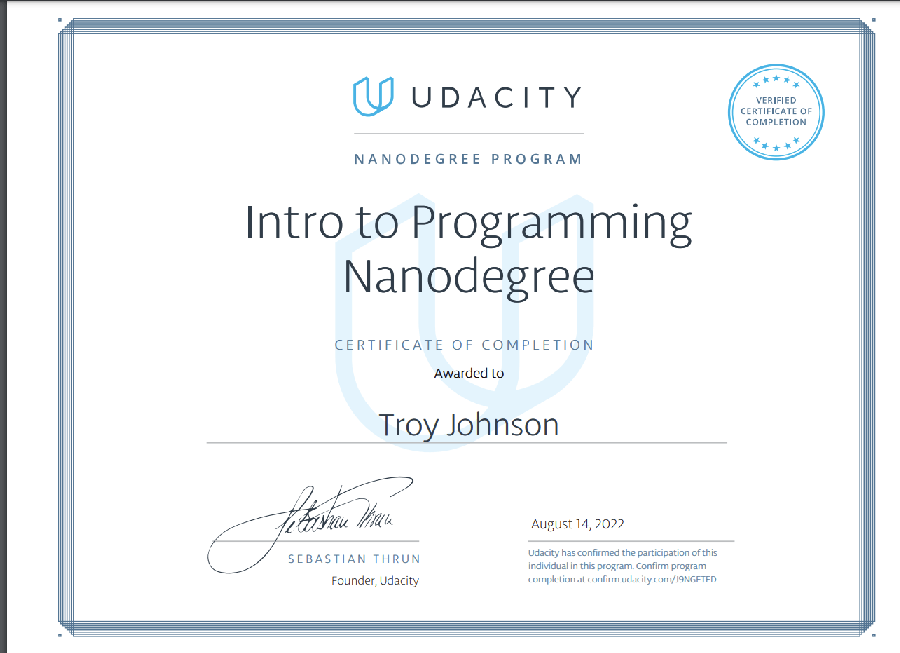 UDACITY
VERIFIED
CERTIFICATE OF
COMPLETION
NANODEGREE PROGRAM
Intro to Programming
Nanodegree
CERTIFICATE OF COMPLETION
Awarded to
Troy Johnson
Sebastian Thrun
SEBASTIAN THRUN
Founder, Udacity
August 14, 2022
Udacity has confirmed the participation of this
individual in this program. Confirm program
completion at confirm.udacity.com/J9NGETED